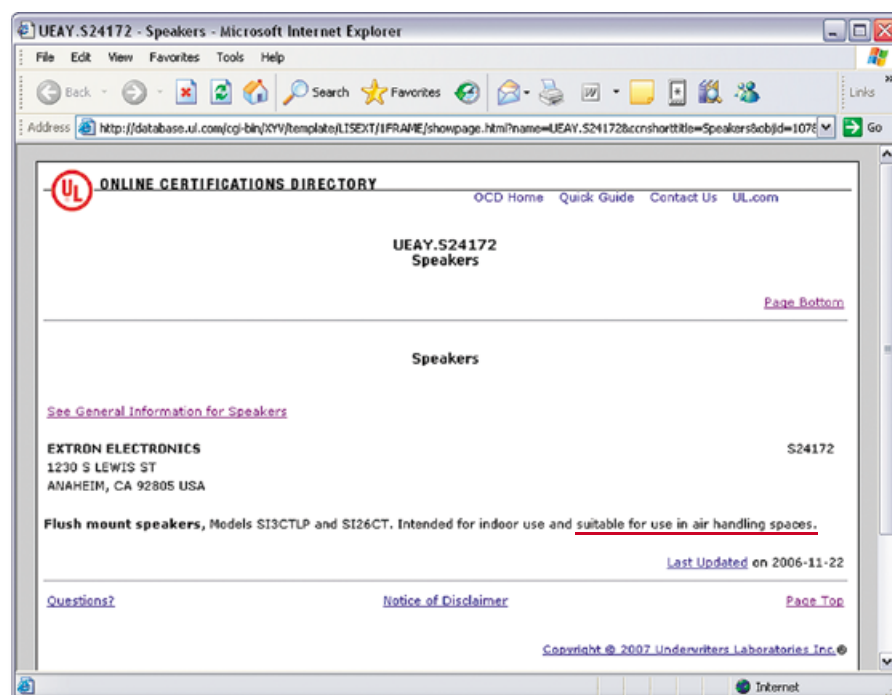 UEAY.S24172 - Speakers - Microsoft Internet Explorer
File Edit View Favorites Tools Help
Back Search Favorites W Links
Address http://database.ul.com/cgi-bin/XYV/template/LISEXT/1FRAME/showpage.html?name=UEAY.S24172&ccnshorttitle=Speakers&objid=1078 Go
UL ONLINE CERTIFICATIONS DIRECTORY
OCD Home Quick Guide Contact Us UL.com
UEAY.S24172
Speakers
Page Bottom
Speakers
See General Information for Speakers
EXTRON ELECTRONICS S24172
1230 S LEWIS ST
ANAHEIM, CA 92805 USA
Flush mount speakers, Models SI3CTLP and SI26CT. Intended for indoor use and suitable for use in air handling spaces.
Last Updated on 2006-11-22
Questions? Notice of Disclaimer Page Top
Copyright © 2007 Underwriters Laboratories Inc.®
Internet